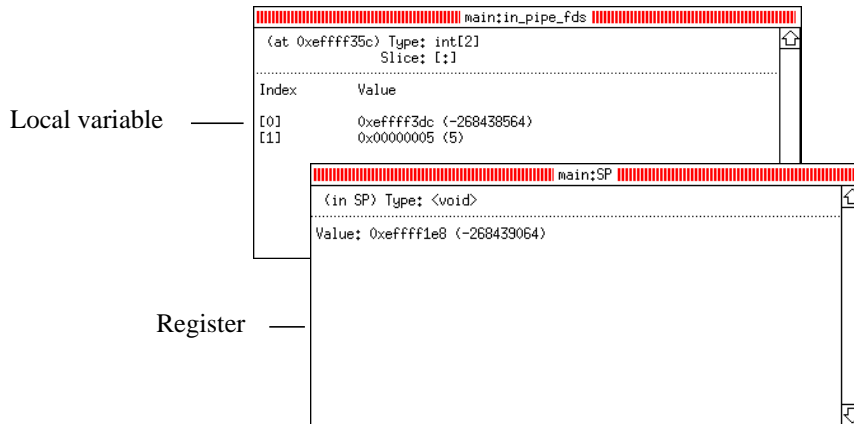 main:in_pipe_fds
(at 0xeffff35c) Type: int[2]
Slice: [:]
Index Value
Local variable
[0] 0xeffff3dc (-268438564)
[1] 0x00000005 (5)
main:SP
(in SP) Type: <void>
Value: 0xeffff1e8 (-268439064)
Register